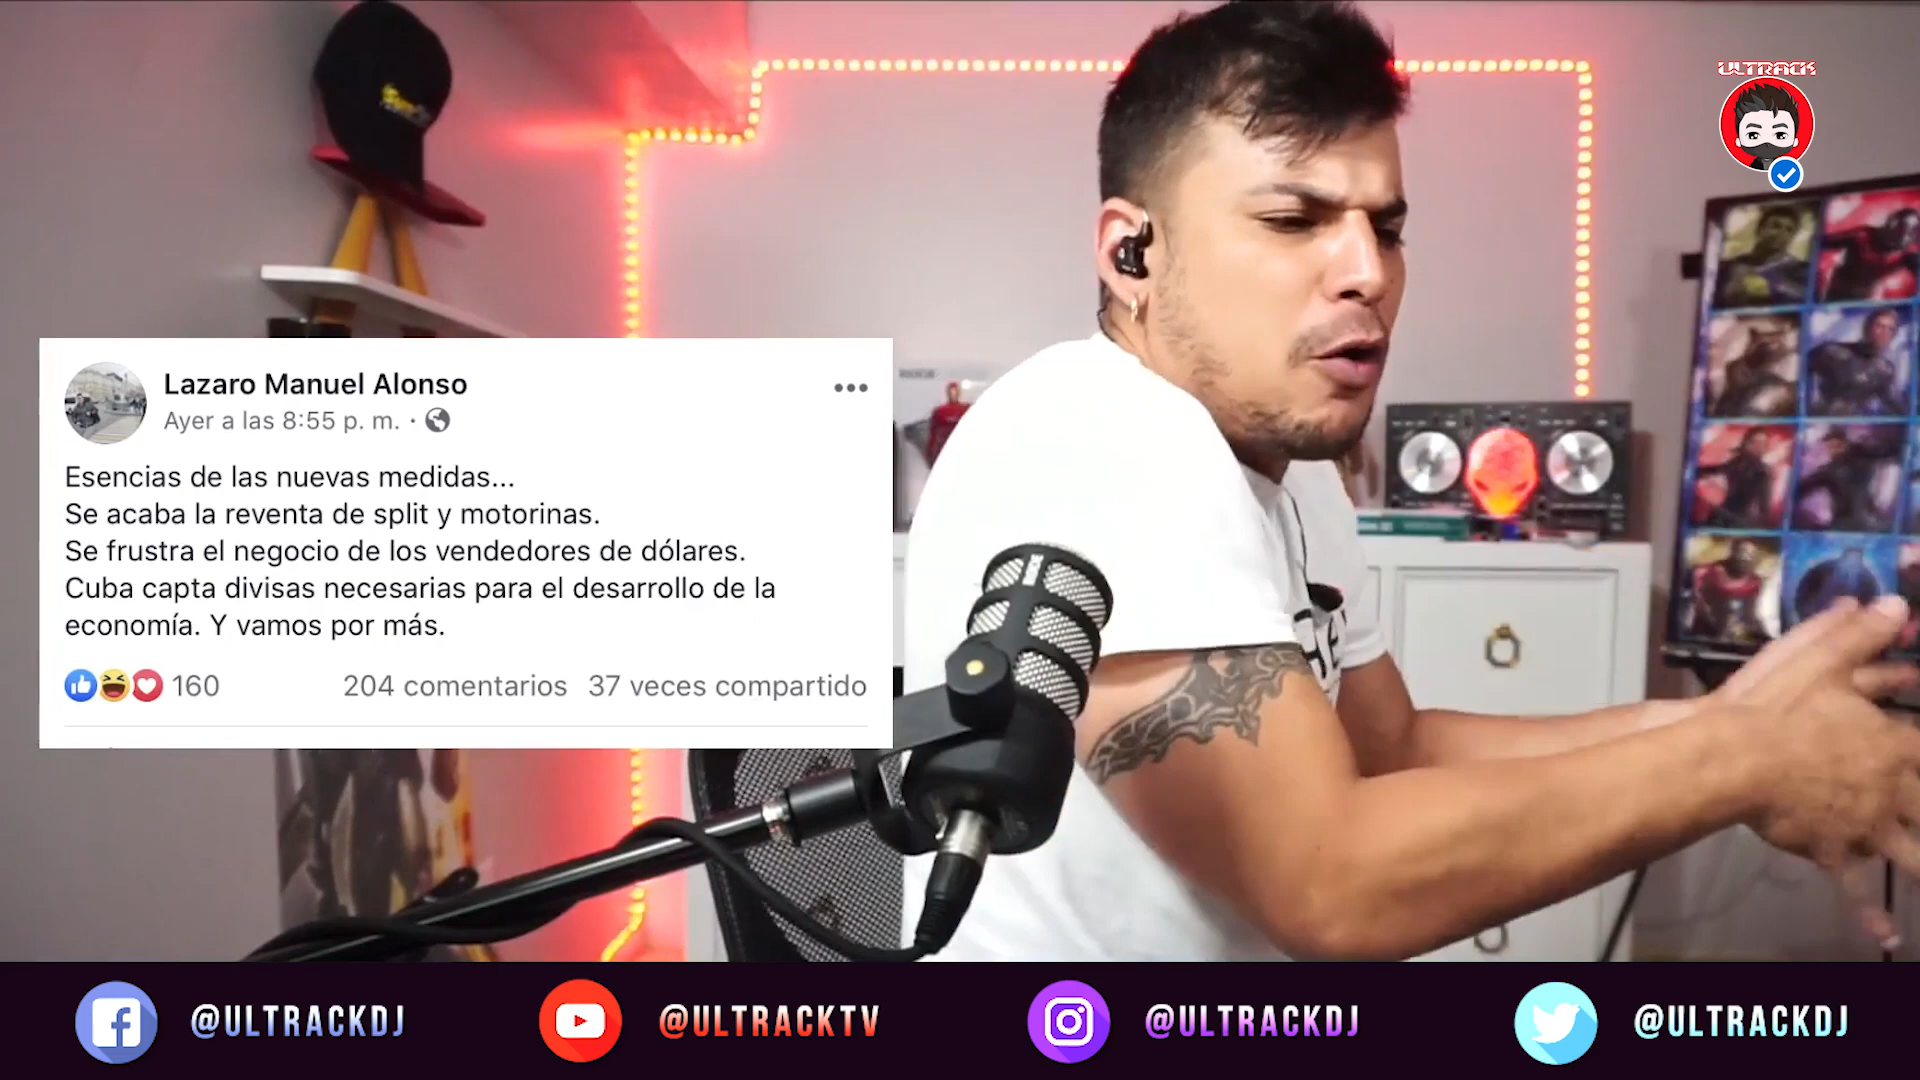 ULTRACK
Lazaro Manuel Alonso
Ayer a las 8:55 p. m. ·
Esencias de las nuevas medidas...
Se acaba la reventa de split y motorinas.
Se frustra el negocio de los vendedores de dólares.
Cuba capta divisas necesarias para el desarrollo de la
economía. Y vamos por más.
160 204 comentarios 37 veces compartido
RØDE
@ULTRACKDJ
@ULTRACKTV
@ULTRACKDJ
@ULTRACKDJ